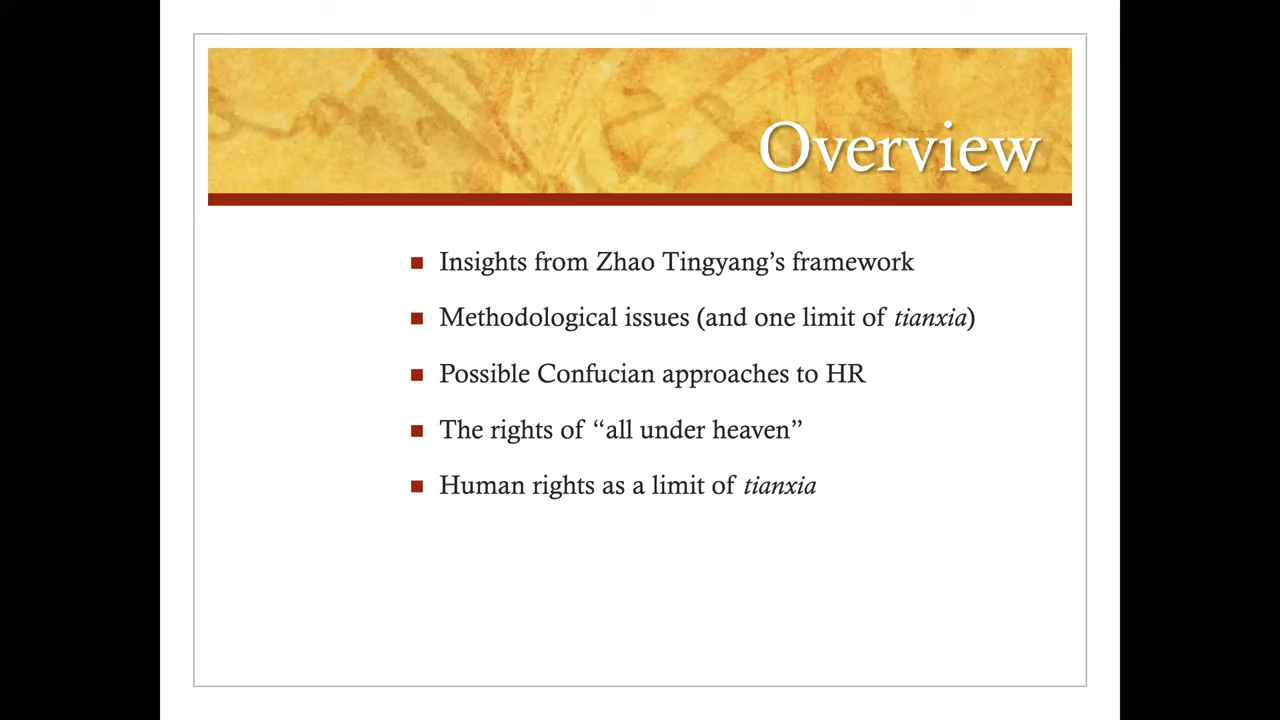 Overview
Insights from Zhao Tingyang’s framework
Methodological issues (and one limit of tianxia)
Possible Confucian approaches to HR
The rights of “all under heaven”
Human rights as a limit of tianxia